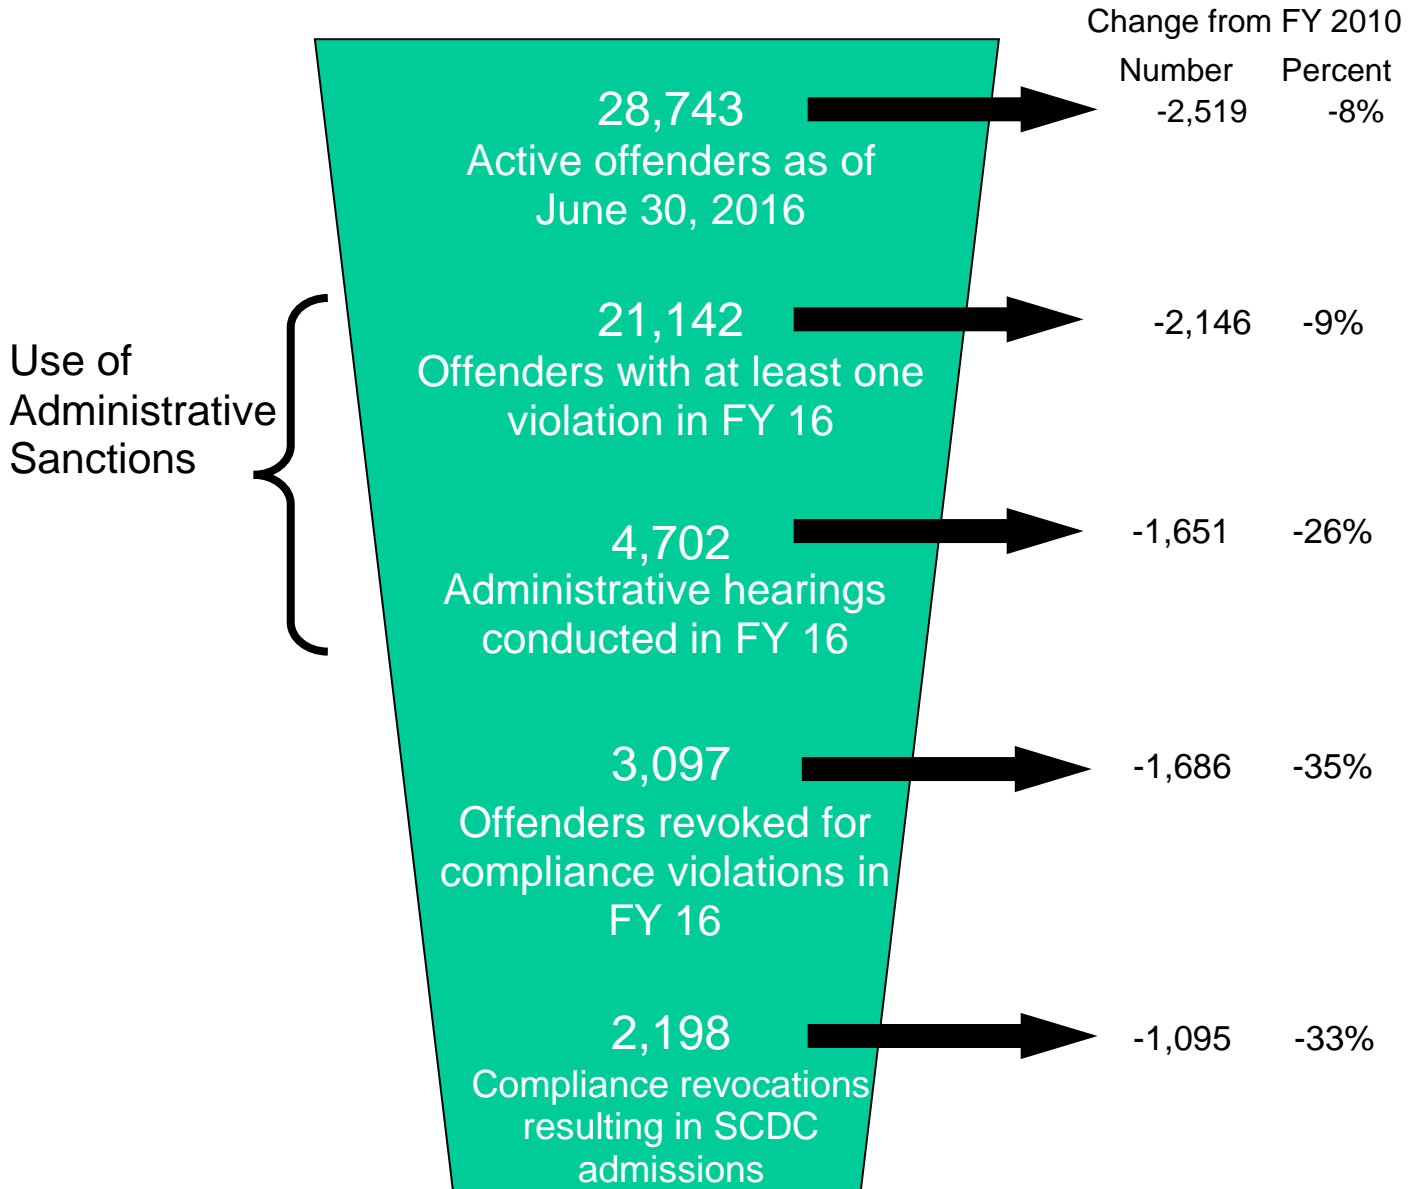 Change from FY 2010
Number Percent
28,743
-2,519 -8%
Active offenders as of
June 30, 2016
21,142
-2,146 -9%
Offenders with at least one
violation in FY 16
Use of
Administrative
Sanctions
4,702
-1,651 -26%
Administrative hearings
conducted in FY 16
3,097
-1,686 -35%
Offenders revoked for
compliance violations in
FY 16
2,198
-1,095 -33%
Compliance revocations
resulting in SCDC
admissions